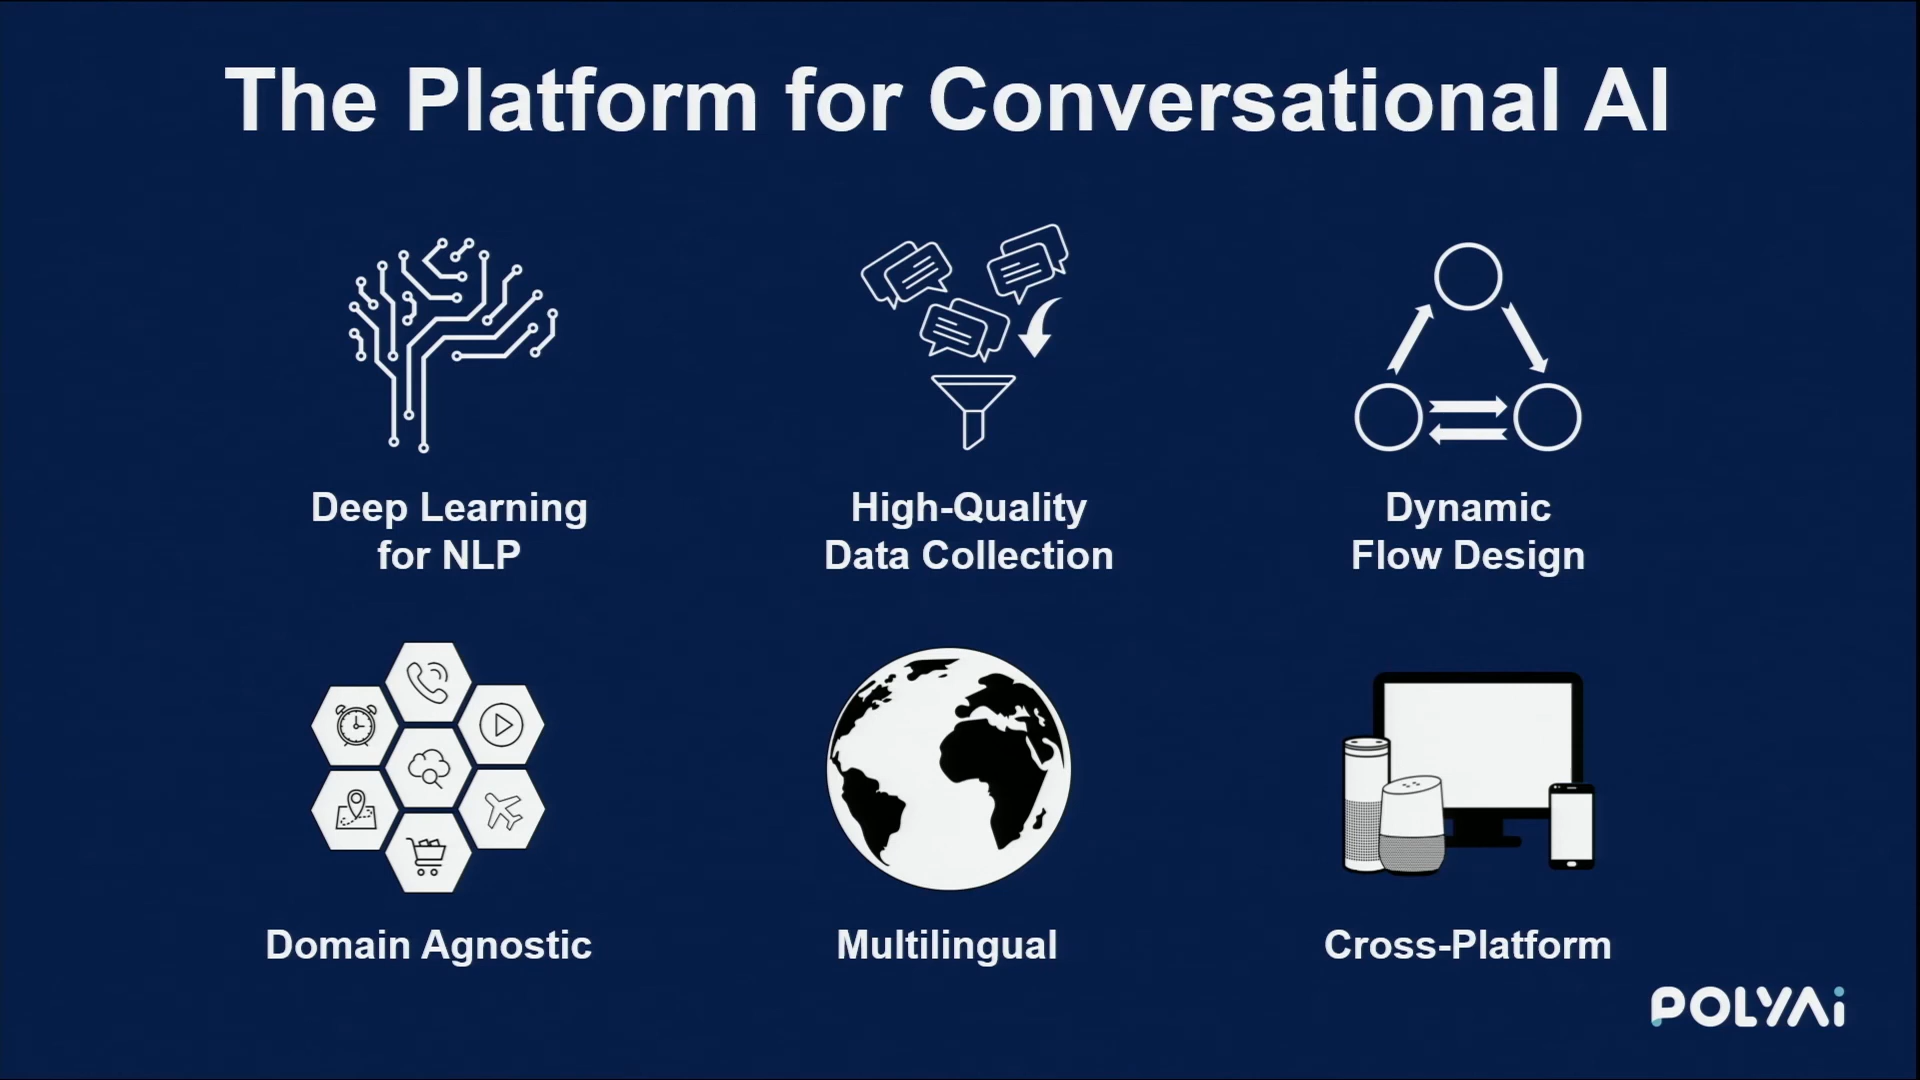 The Platform for Conversational AI
Deep Learning
for NLP
High-Quality
Data Collection
Dynamic
Flow Design
Domain Agnostic
Multilingual
Cross-Platform
POLYAi